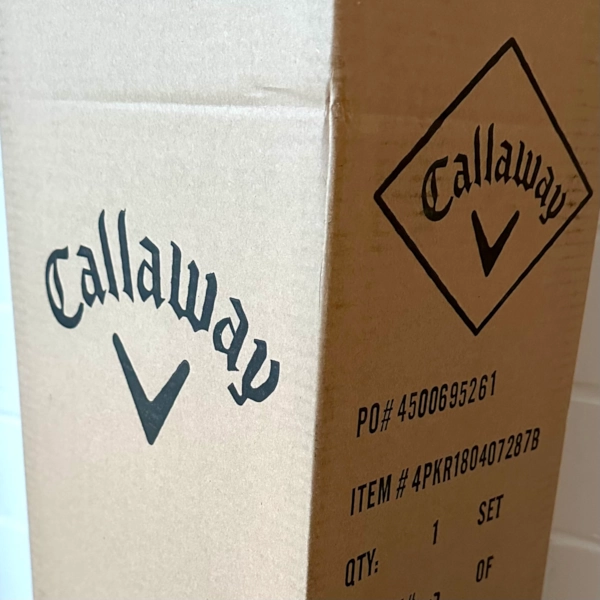 Callaway
Callaway
PO# 4500695261
ITEM # 4PKR180407287B
QTY: 1 SET
OF